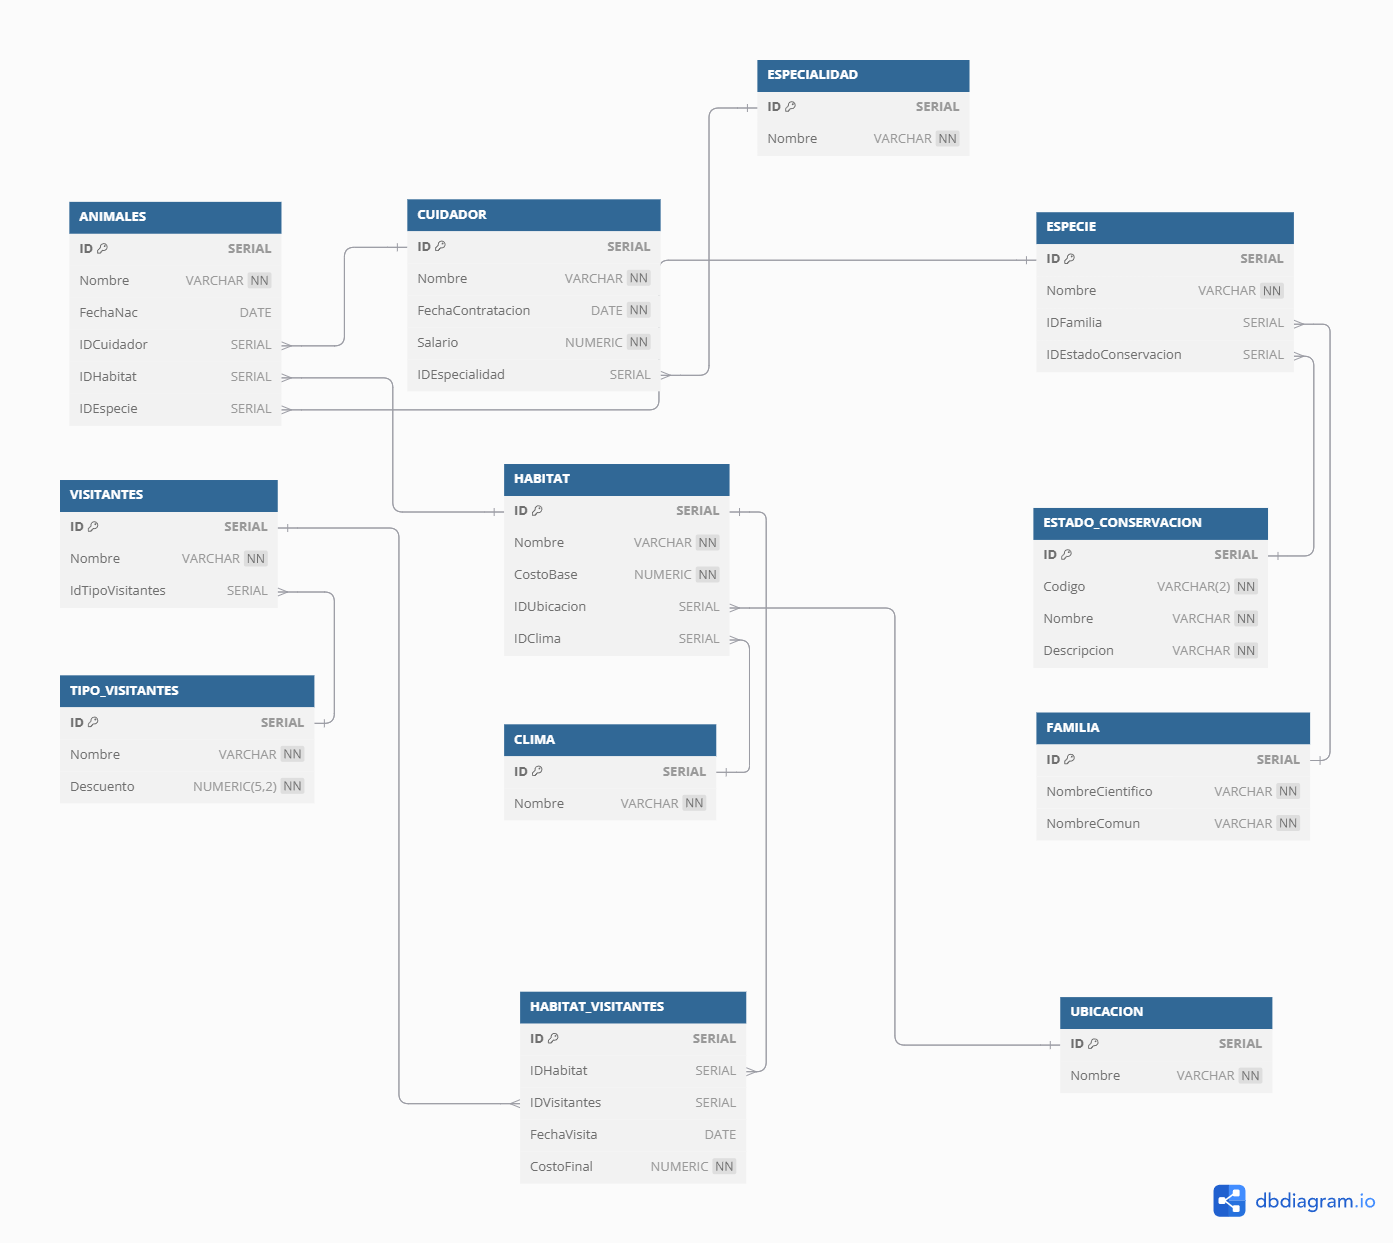 ESPECIALIDAD
ID SERIAL
Nombre VARCHAR NN
ANIMALES
ID SERIAL
Nombre VARCHAR NN
FechaNac DATE
IDCuidador SERIAL
IDHabitat SERIAL
IDEspecie SERIAL
CUIDADOR
ID SERIAL
Nombre VARCHAR NN
FechaContratacion DATE NN
Salario NUMERIC NN
IDEspecialidad SERIAL
ESPECIE
ID SERIAL
Nombre VARCHAR NN
IDFamilia SERIAL
IDEstadoConservacion SERIAL
VISITANTES
ID SERIAL
Nombre VARCHAR NN
IdTipoVisitantes SERIAL
HABITAT
ID SERIAL
Nombre VARCHAR NN
CostoBase NUMERIC NN
IDUbicacion SERIAL
IDClima SERIAL
ESTADO_CONSERVACION
ID SERIAL
Codigo VARCHAR(2) NN
Nombre VARCHAR NN
Descripcion VARCHAR NN
TIPO_VISITANTES
ID SERIAL
Nombre VARCHAR NN
Descuento NUMERIC(5,2) NN
CLIMA
ID SERIAL
Nombre VARCHAR NN
FAMILIA
ID SERIAL
NombreCientifico VARCHAR NN
NombreComun VARCHAR NN
HABITAT_VISITANTES
ID SERIAL
IDHabitat SERIAL
IDVisitantes SERIAL
FechaVisita DATE
CostoFinal NUMERIC NN
UBICACION
ID SERIAL
Nombre VARCHAR NN
dbdiagram.io